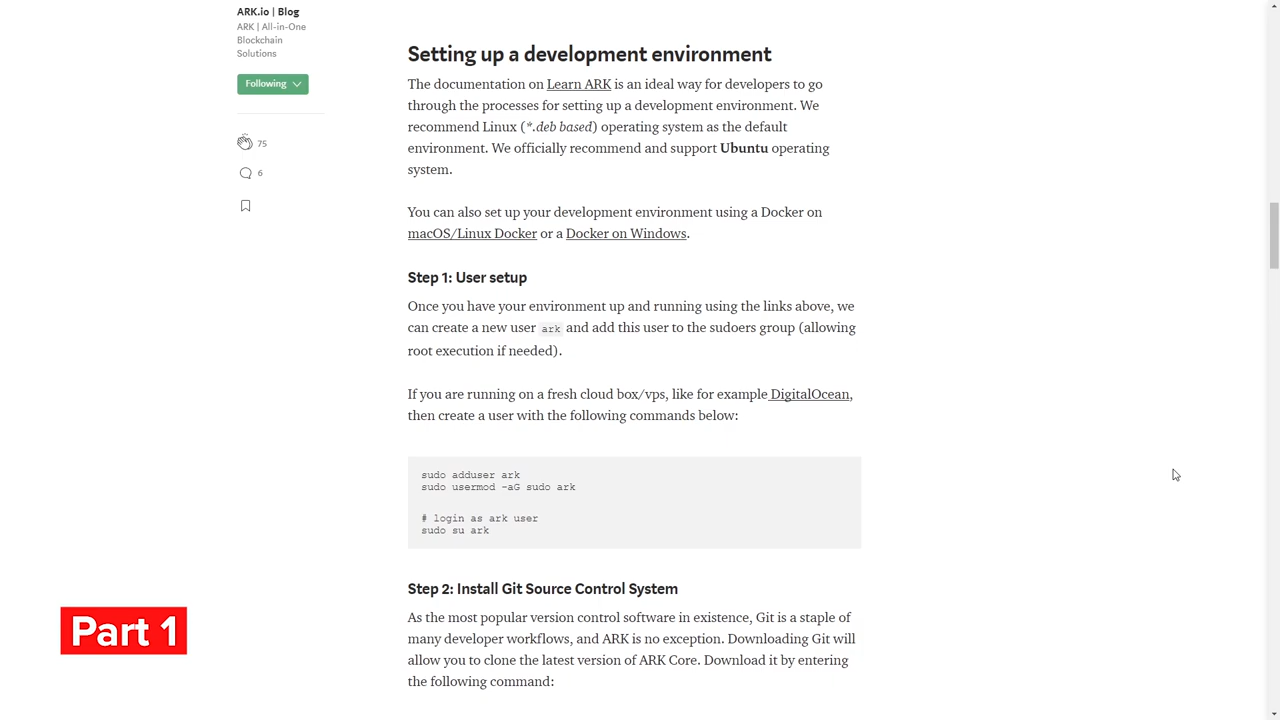 ARK.io | Blog
ARK | All-in-One
Blockchain
Solutions
Following
75
6
Setting up a development environment
The documentation on Learn ARK is an ideal way for developers to go
through the processes for setting up a development environment. We
recommend Linux (*.deb based) operating system as the default
environment. We officially recommend and support Ubuntu operating
system.
You can also set up your development environment using a Docker on
macOS/Linux Docker or a Docker on Windows.
Step 1: User setup
Once you have your environment up and running using the links above, we
can create a new user ark and add this user to the sudoers group (allowing
root execution if needed).
If you are running on a fresh cloud box/vps, like for example DigitalOcean,
then create a user with the following commands below:
sudo adduser ark
sudo usermod -aG sudo ark
# login as ark user
sudo su ark
Step 2: Install Git Source Control System
As the most popular version control software in existence, Git is a staple of
many developer workflows, and ARK is no exception. Downloading Git will
allow you to clone the latest version of ARK Core. Download it by entering
the following command:
Part 1